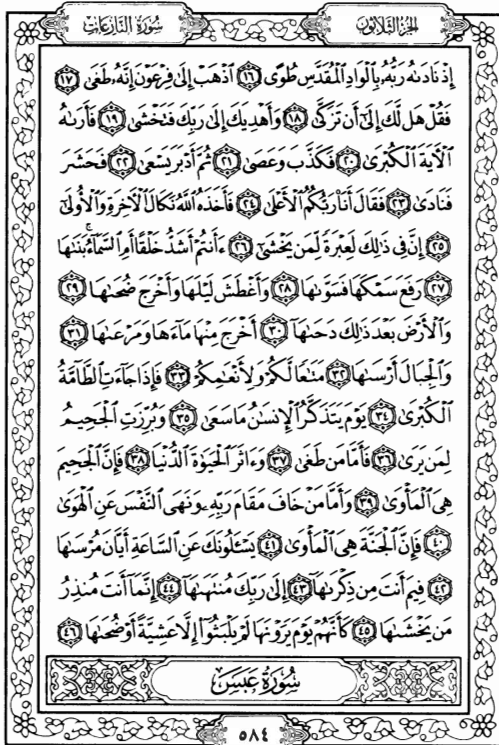 الجزء الثلاثون
سورة النازعات
إِذْ نَادَىٰهُ رَبُّهُۥ بِٱلْوَادِ ٱلْمُقَدَّسِ طُوًى ١٦ ٱذْهَبْ إِلَىٰ فِرْعَوْنَ إِنَّهُۥ طَغَىٰ ١٧
فَقُلْ هَل لَّكَ إِلَىٰٓ أَن تَزَكَّىٰ ١٨ وَأَهْدِيَكَ إِلَىٰ رَبِّكَ فَتَخْشَىٰ ١٩ فَأَرَىٰهُ
ٱلْـَٔايَةَ ٱلْكُبْرَىٰ ٢٠ فَكَذَّبَ وَعَصَىٰ ٢١ ثُمَّ أَدْبَرَ يَسْعَىٰ ٢٢ فَحَشَرَ
فَنَادَىٰ ٢٣ فَقَالَ أَنَا۠ رَبُّكُمُ ٱلْأَعْلَىٰ ٢٤ فَأَخَذَهُ ٱللَّهُ نَكَالَ ٱلْـَٔاخِرَةِ وَٱلْأُولَىٰٓ
٢٥ إِنَّ فِى ذَٰلِكَ لَعِبْرَةً لِّمَن يَخْشَىٰٓ ٢٦ ءَأَنتُمْ أَشَدُّ خَلْقًا أَمِ ٱلسَّمَآءُ ۚ بَنَىٰهَا
٢٧ رَفَعَ سَمْكَهَا فَسَوَّىٰهَا ٢٨ وَأَغْطَشَ لَيْلَهَا وَأَخْرَجَ ضُحَىٰهَا ٢٩
وَٱلْأَرْضَ بَعْدَ ذَٰلِكَ دَحَىٰهَآ ٣٠ أَخْرَجَ مِنْهَا مَآءَهَا وَمَرْعَىٰهَا ٣١
وَٱلْجِبَالَ أَرْسَىٰهَا ٣٢ مَتَـٰعًا لَّكُمْ وَلِأَنْعَـٰمِكُمْ ٣٣ فَإِذَا جَآءَتِ ٱلطَّآمَّةُ
ٱلْكُبْرَىٰ ٣٤ يَوْمَ يَتَذَكَّرُ ٱلْإِنسَـٰنُ مَا سَعَىٰ ٣٥ وَبُرِّزَتِ ٱلْجَحِيمُ
لِمَن يَرَىٰ ٣٦ فَأَمَّا مَن طَغَىٰ ٣٧ وَءَاثَرَ ٱلْحَيَوٰةَ ٱلدُّنْيَا ٣٨ فَإِنَّ ٱلْجَحِيمَ
هِىَ ٱلْمَأْوَىٰ ٣٩ وَأَمَّا مَنْ خَافَ مَقَامَ رَبِّهِۦ وَنَهَى ٱلنَّفْسَ عَنِ ٱلْهَوَىٰ
٤٠ فَإِنَّ ٱلْجَنَّةَ هِىَ ٱلْمَأْوَىٰ ٤١ يَسْـَٔلُونَكَ عَنِ ٱلسَّاعَةِ أَيَّانَ مُرْسَىٰهَا
٤٢ فِيمَ أَنتَ مِن ذِكْرَىٰهَآ ٤٣ إِلَىٰ رَبِّكَ مُنتَهَىٰهَآ ٤٤ إِنَّمَآ أَنتَ مُنذِرُ
مَن يَخْشَىٰهَا ٤٥ كَأَنَّهُمْ يَوْمَ يَرَوْنَهَا لَمْ يَلْبَثُوٓا۟ إِلَّا عَشِيَّةً أَوْ ضُحَىٰهَا ٤٦
سُورَةُ عَبَسَ
٥٨٤